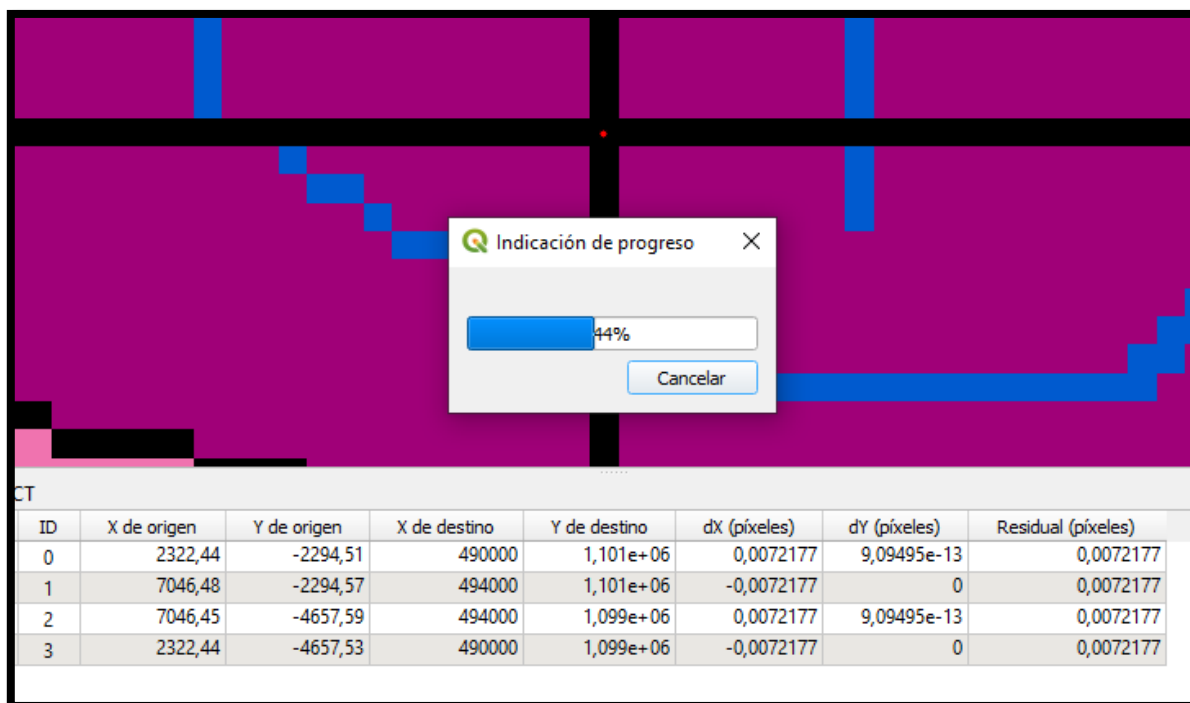 Indicación de progreso
44%
Cancelar
CT
ID X de origen Y de origen X de destino Y de destino dX (píxeles) dY (píxeles) Residual (píxeles)
0 2322,44 -2294,51 490000 1,101e+06 0,0072177 9,09495e-13 0,0072177
1 7046,48 -2294,57 494000 1,101e+06 -0,0072177 0 0,0072177
2 7046,45 -4657,59 494000 1,099e+06 0,0072177 9,09495e-13 0,0072177
3 2322,44 -4657,53 490000 1,099e+06 -0,0072177 0 0,0072177